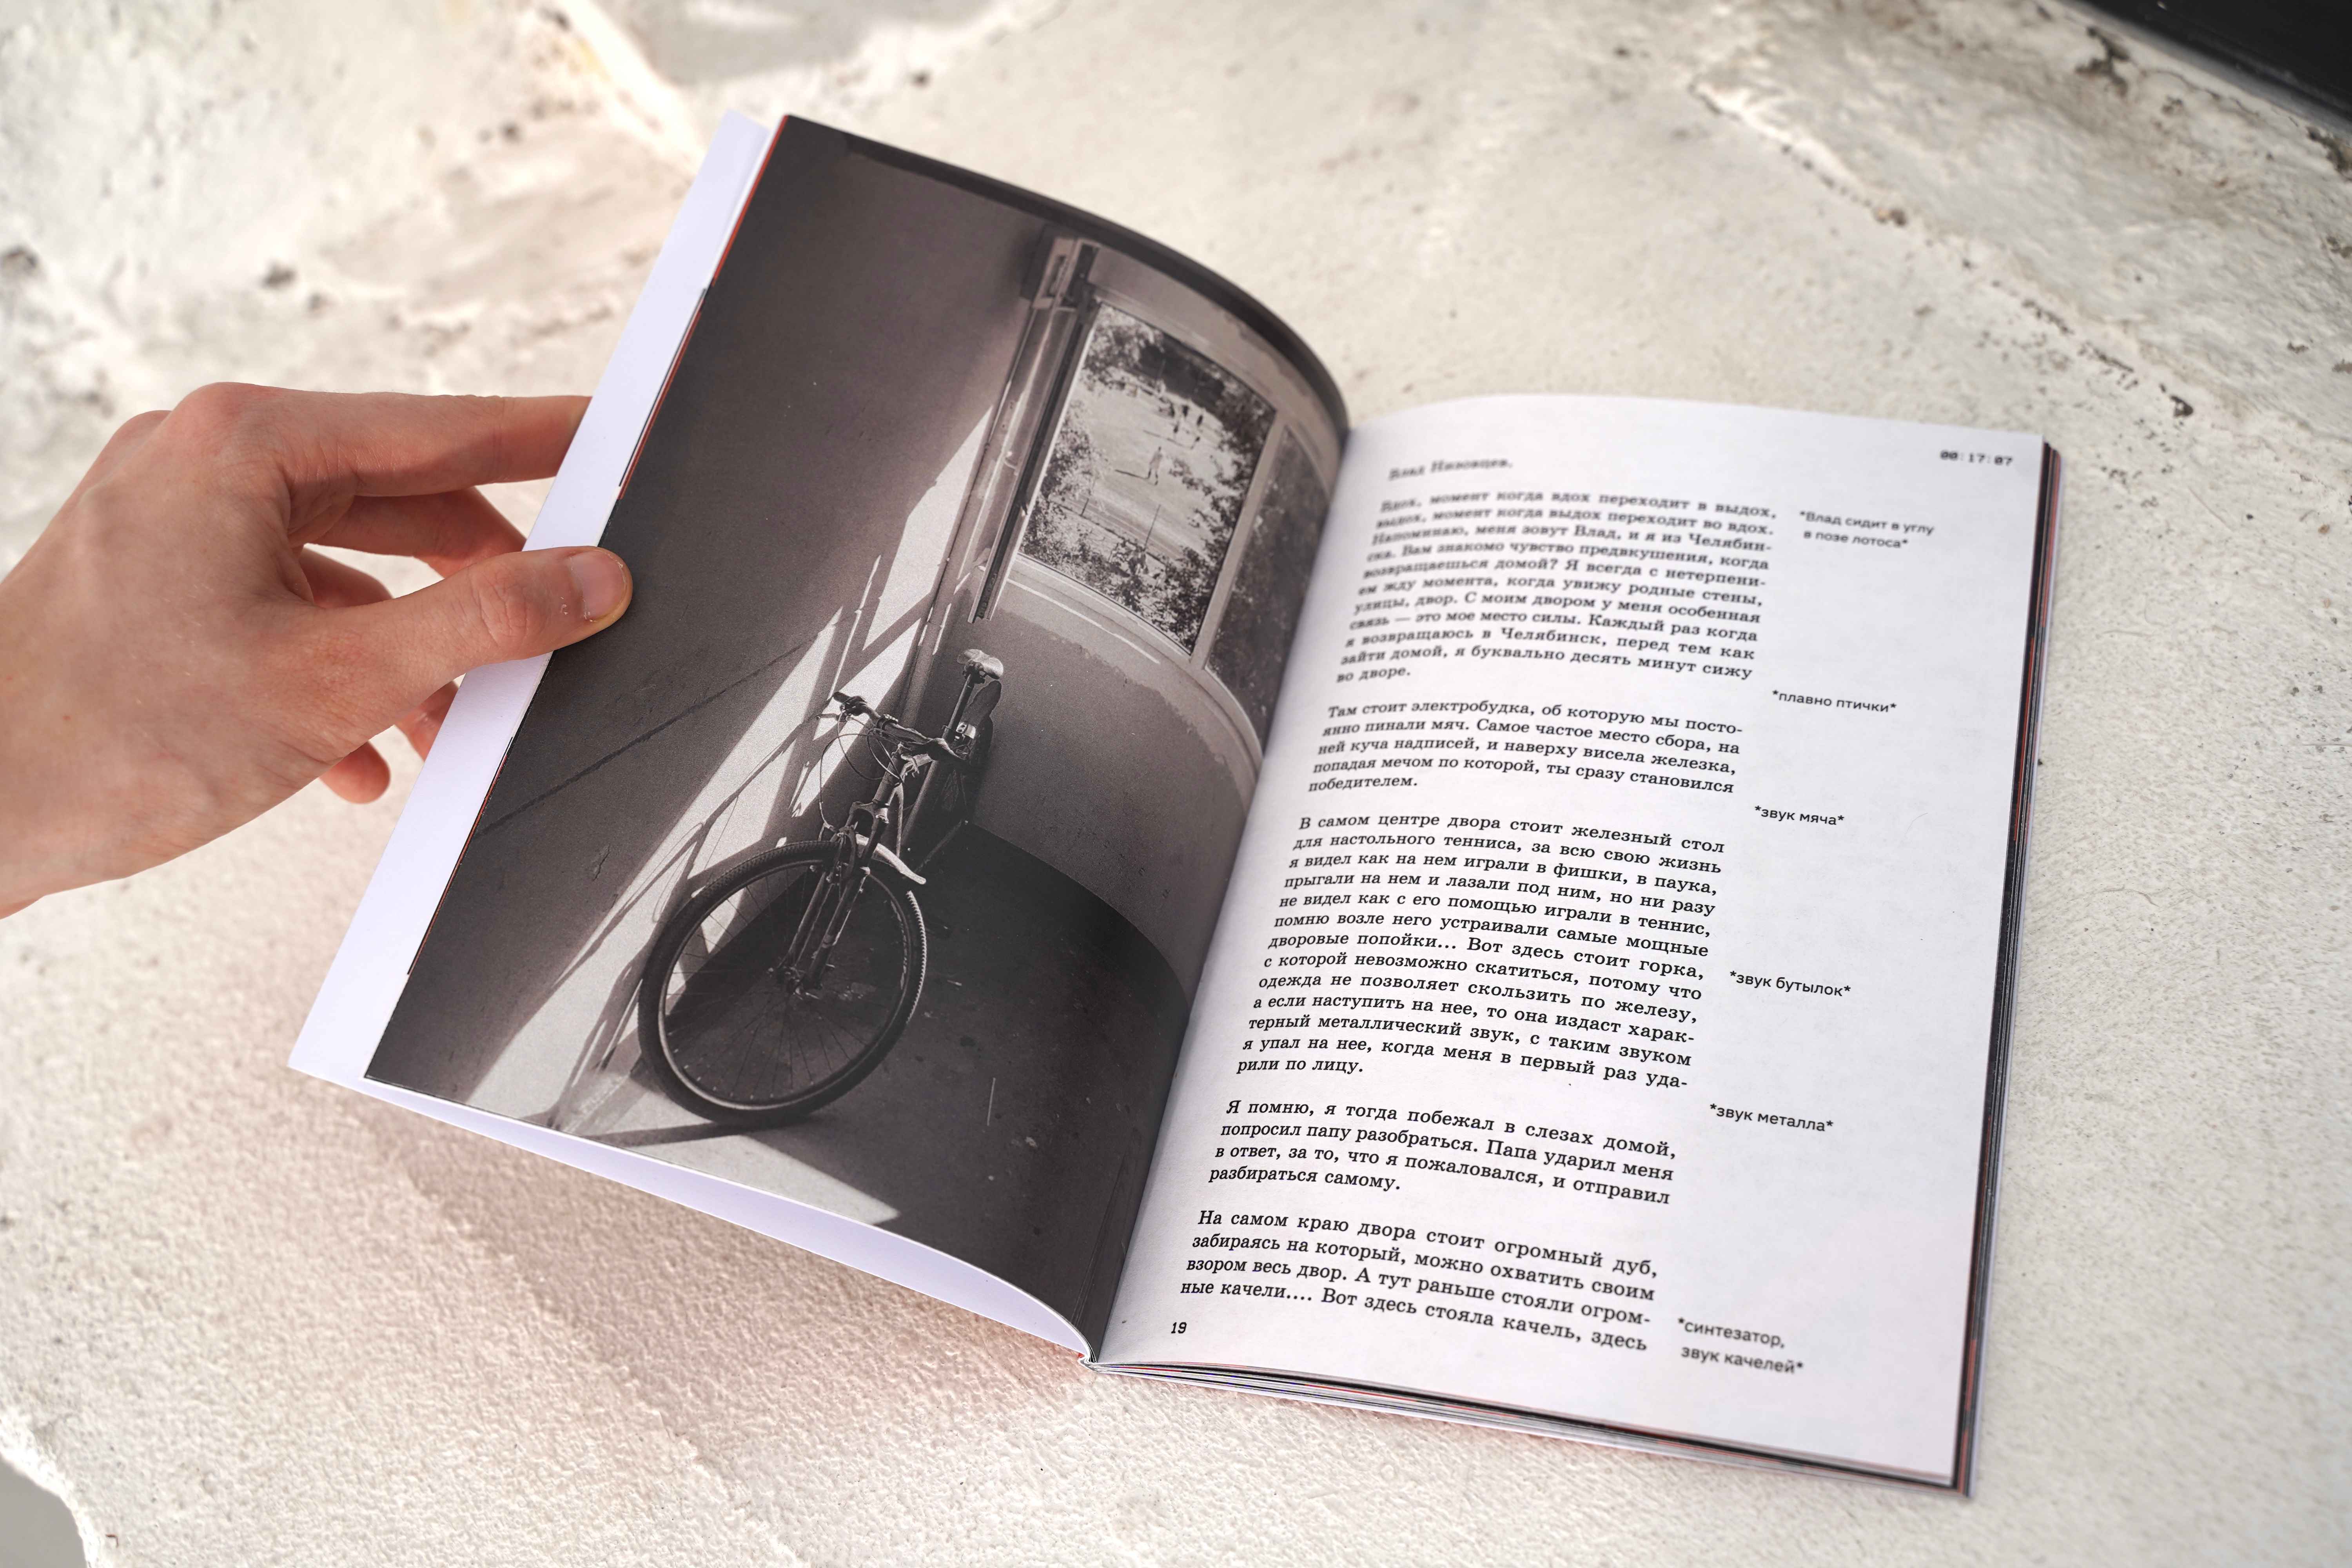 00:17:07
Влад Низовцев.
Вдох, момент когда вдох переходит в выдох,
выдох, момент когда выдох переходит во вдох.
*Влад сидит в углу
в позе лотоса*
Напоминаю, меня зовут Влад, и я из Челябин-
ска. Вам знакомо чувство предвкушения, когда
возвращаешься домой? Я всегда с нетерпени-
ем жду момента, когда увижу родные стены,
улицы, двор. С моим двором у меня особенная
связь — это мое место силы. Каждый раз когда
я возвращаюсь в Челябинск, перед тем как
зайти домой, я буквально десять минут сижу
во дворе.
*плавно птички*
Там стоит электробудка, об которую мы посто-
янно пинали мяч. Самое частое место сбора, на
ней куча надписей, и наверху висела железка,
попадая мечом по которой, ты сразу становился
победителем.
*звук мяча*
В самом центре двора стоит железный стол
для настольного тенниса, за всю свою жизнь
я видел как на нем играли в фишки, в паука,
прыгали на нем и лазали под ним, но ни разу
не видел как с его помощью играли в теннис,
помню возле него устраивали самые мощные
дворовые попойки... Вот здесь стоит горка,
*звук бутылок*
с которой невозможно скатиться, потому что
одежда не позволяет скользить по железу,
а если наступить на нее, то она издаст харак-
терный металлический звук, с таким звуком
я упал на нее, когда меня в первый раз уда-
рили по лицу.
*звук металла*
Я помню, я тогда побежал в слезах домой,
попросил папу разобраться. Папа ударил меня
в ответ, за то, что я пожаловался, и отправил
разбираться самому.
На самом краю двора стоит огромный дуб,
забираясь на который, можно охватить своим
взором весь двор. А тут раньше стояли огром-
ные качели.... Вот здесь стояла качель, здесь
*синтезатор,
звук качелей*
19